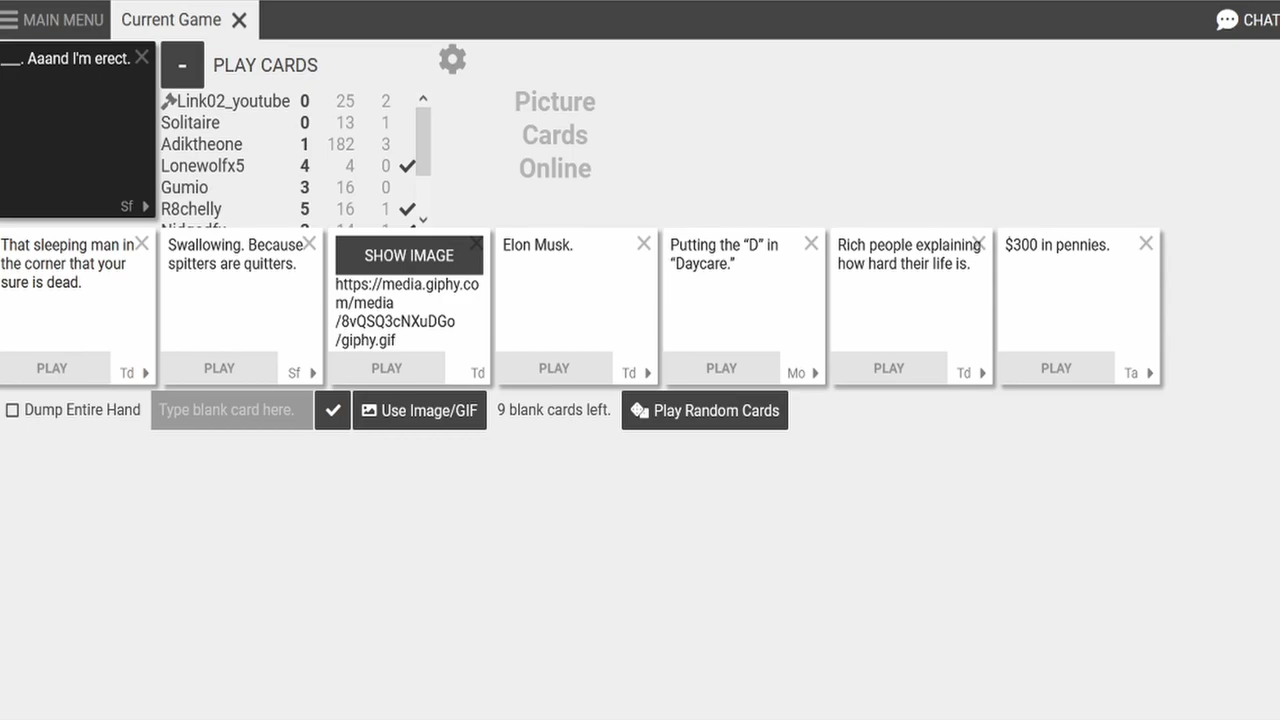 MAIN MENU
Current Game
CHAT
___. Aaand I'm erect.
Sf
-
PLAY CARDS
Link02_youtube 0 25 2
Solitaire 0 13 1
Adiktheone 1 182 3
Lonewolfx5 4 4 0
Gumio 3 16 0
R8chelly 5 16 1
Picture
Cards
Online
That sleeping man in
the corner that your
sure is dead.
PLAY
Td
Swallowing. Because
spitters are quitters.
PLAY
Sf
SHOW IMAGE
https://media.giphy.co
m/media
/8vQSQ3cNXuDGo
/giphy.gif
PLAY
Td
Elon Musk.
PLAY
Td
Putting the “D” in
“Daycare.”
PLAY
Mo
Rich people explaining
how hard their life is.
PLAY
Td
$300 in pennies.
PLAY
Ta
Dump Entire Hand
Type blank card here.
Use Image/GIF
9 blank cards left.
Play Random Cards